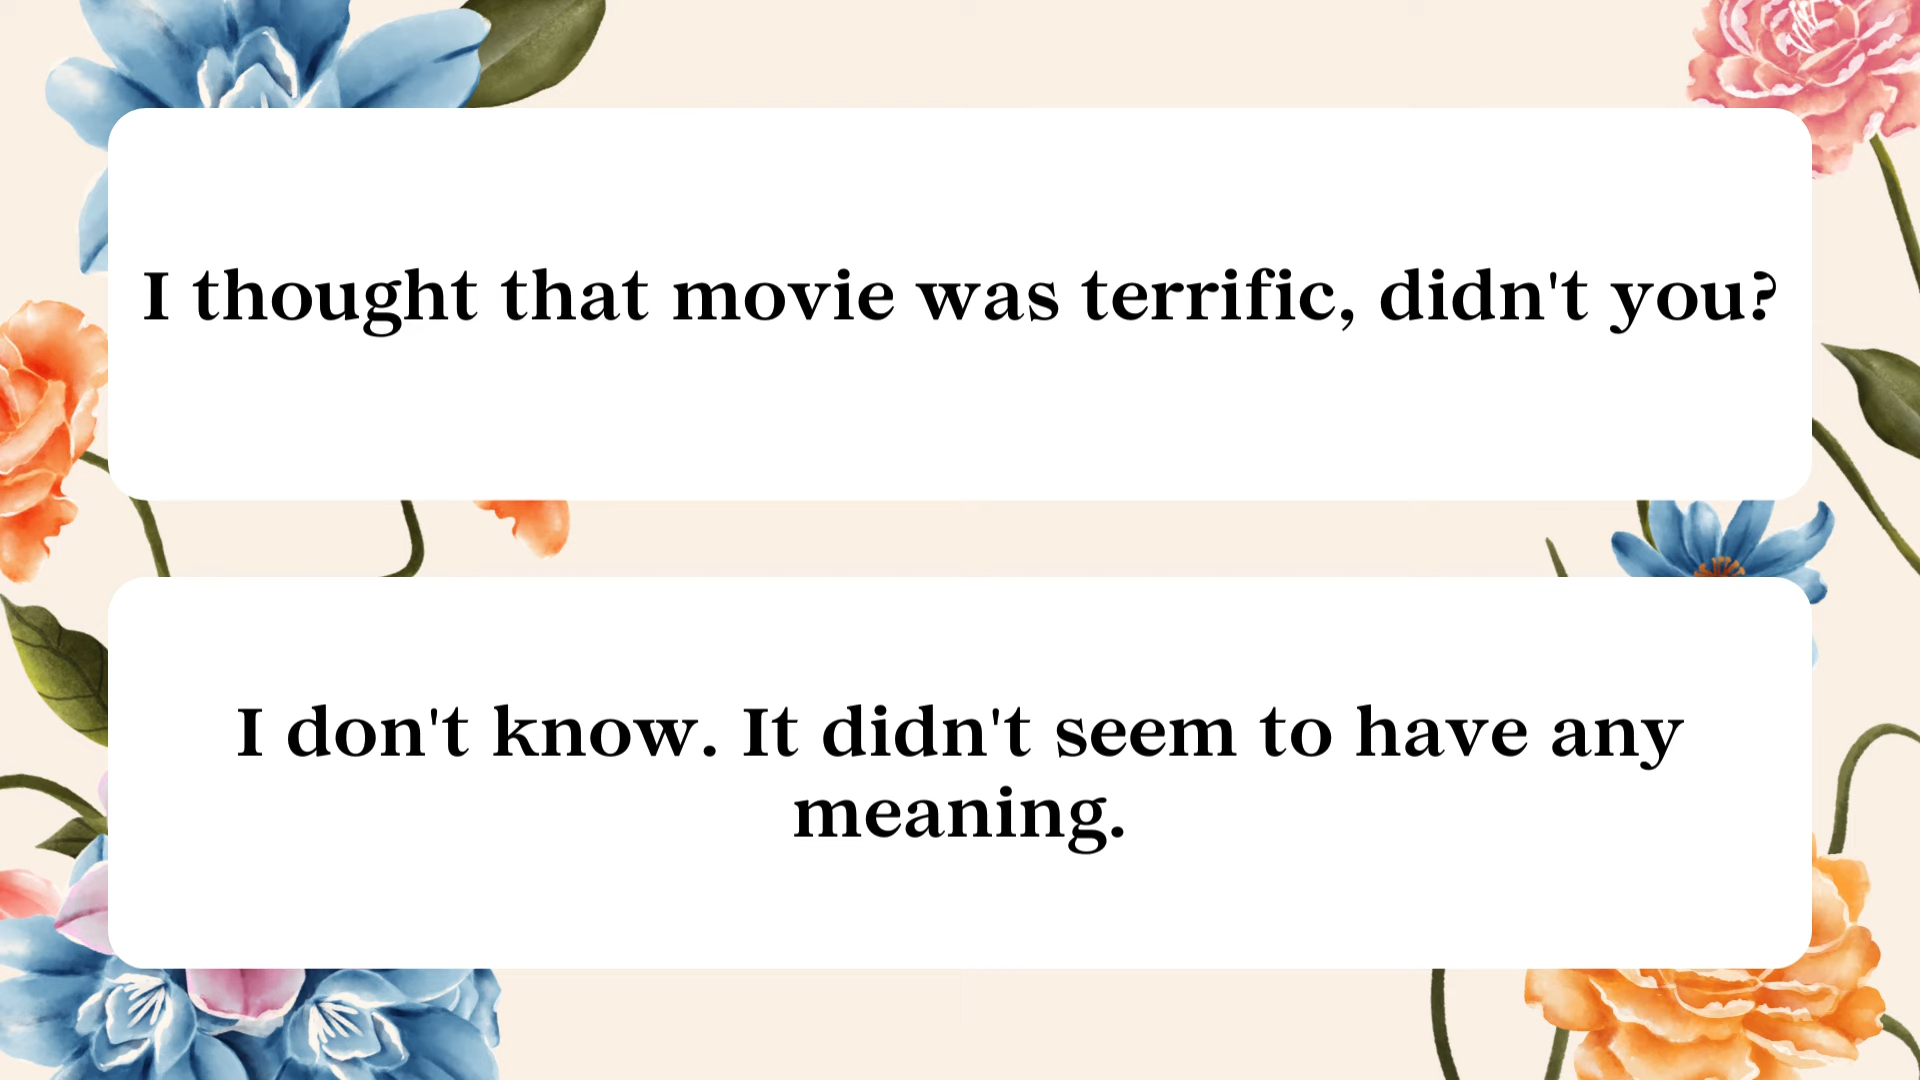 I thought that movie was terrific, didn't you?
I don't know. It didn't seem to have any
meaning.